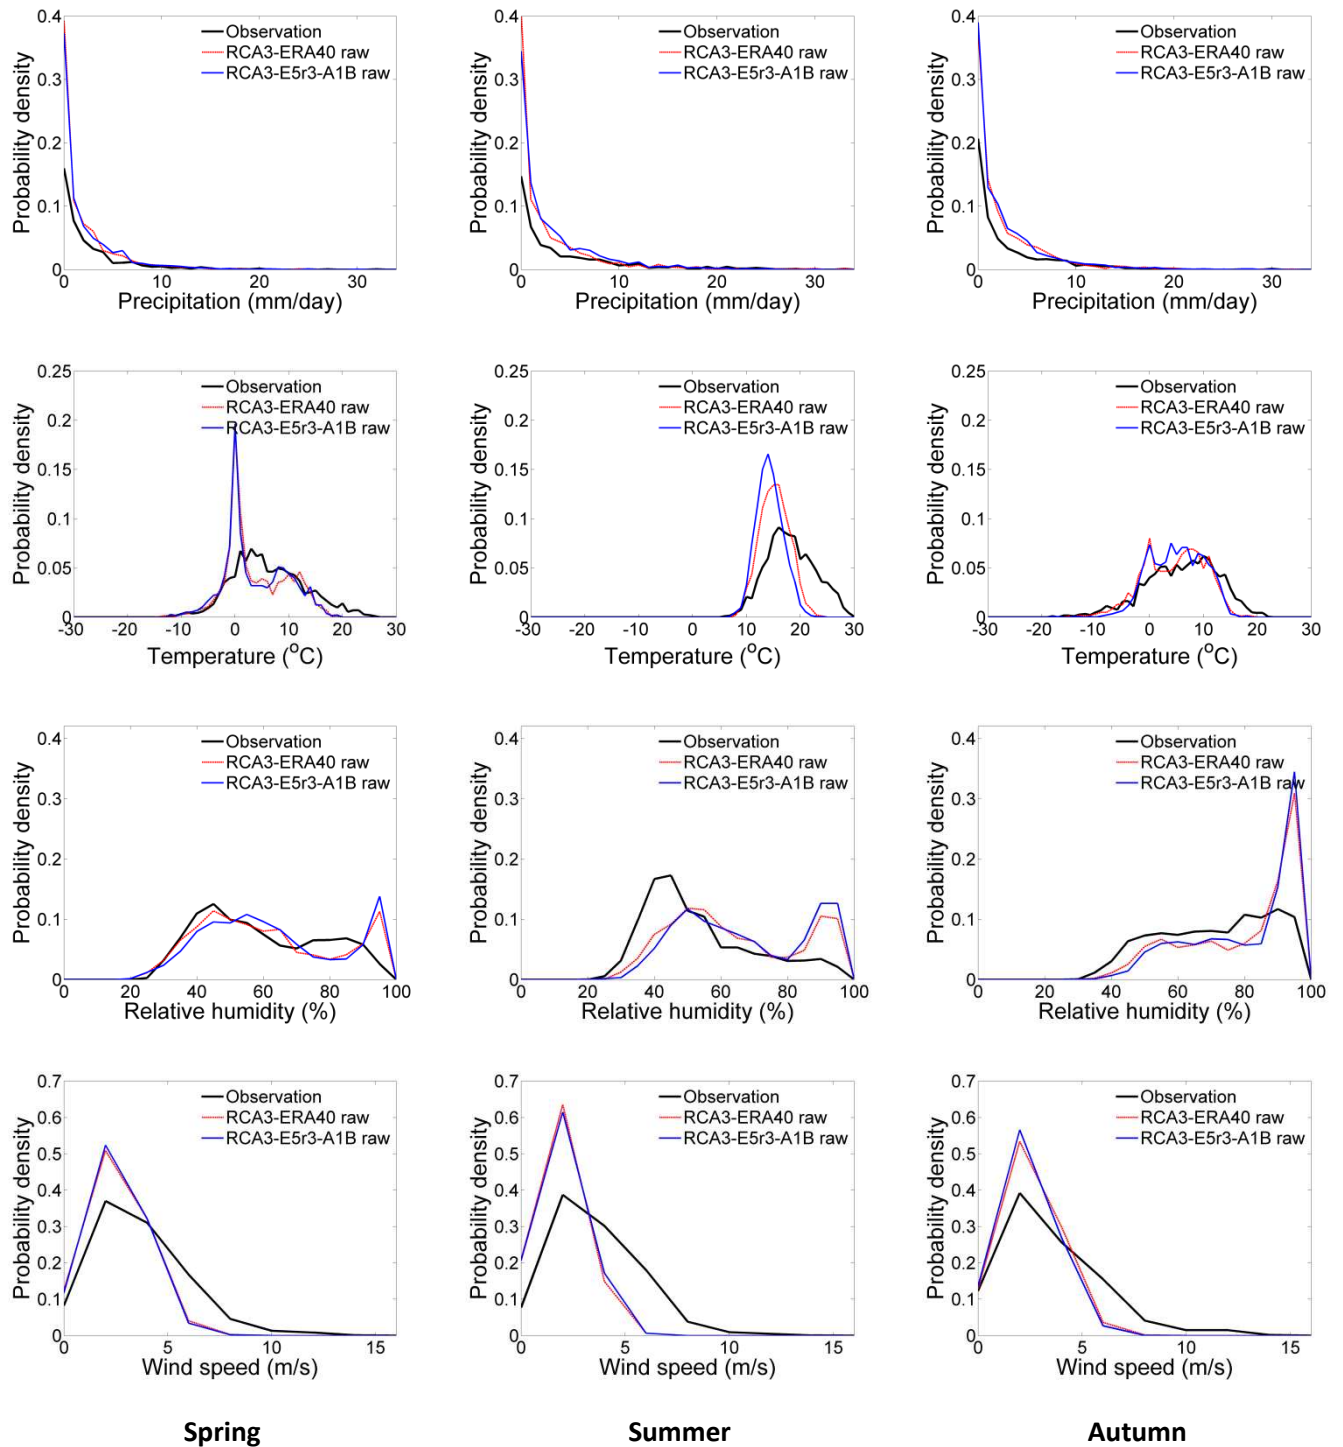 0.4
0.3
0.2
0.1
0
Probability density
Observation
RCA3-ERA40 raw
RCA3-E5r3-A1B raw
0 10 20 30
Precipitation (mm/day)
0.4
0.3
0.2
0.1
0
Probability density
Observation
RCA3-ERA40 raw
RCA3-E5r3-A1B raw
0 10 20 30
Precipitation (mm/day)
0.4
0.3
0.2
0.1
0
Probability density
Observation
RCA3-ERA40 raw
RCA3-E5r3-A1B raw
0 10 20 30
Precipitation (mm/day)
0.25
0.2
0.15
0.1
0.05
0
Probability density
Observation
RCA3-ERA40 raw
RCA3-E5r3-A1B raw
-30 -20 -10 0 10 20 30
Temperature (°C)
0.25
0.2
0.15
0.1
0.05
0
Probability density
Observation
RCA3-ERA40 raw
RCA3-E5r3-A1B raw
-30 -20 -10 0 10 20 30
Temperature (°C)
0.25
0.2
0.15
0.1
0.05
0
Probability density
Observation
RCA3-ERA40 raw
RCA3-E5r3-A1B raw
-30 -20 -10 0 10 20 30
Temperature (°C)
0.4
0.3
0.2
0.1
0
Probability density
Observation
RCA3-ERA40 raw
RCA3-E5r3-A1B raw
0 20 40 60 80 100
Relative humidity (%)
0.4
0.3
0.2
0.1
0
Probability density
Observation
RCA3-ERA40 raw
RCA3-E5r3-A1B raw
0 20 40 60 80 100
Relative humidity (%)
0.4
0.3
0.2
0.1
0
Probability density
Observation
RCA3-ERA40 raw
RCA3-E5r3-A1B raw
0 20 40 60 80 100
Relative humidity (%)
0.7
0.6
0.5
0.4
0.3
0.2
0.1
0
Probability density
Observation
RCA3-ERA40 raw
RCA3-E5r3-A1B raw
0 5 10 15
Wind speed (m/s)
0.7
0.6
0.5
0.4
0.3
0.2
0.1
0
Probability density
Observation
RCA3-ERA40 raw
RCA3-E5r3-A1B raw
0 5 10 15
Wind speed (m/s)
0.7
0.6
0.5
0.4
0.3
0.2
0.1
0
Probability density
Observation
RCA3-ERA40 raw
RCA3-E5r3-A1B raw
0 5 10 15
Wind speed (m/s)
Spring Summer Autumn